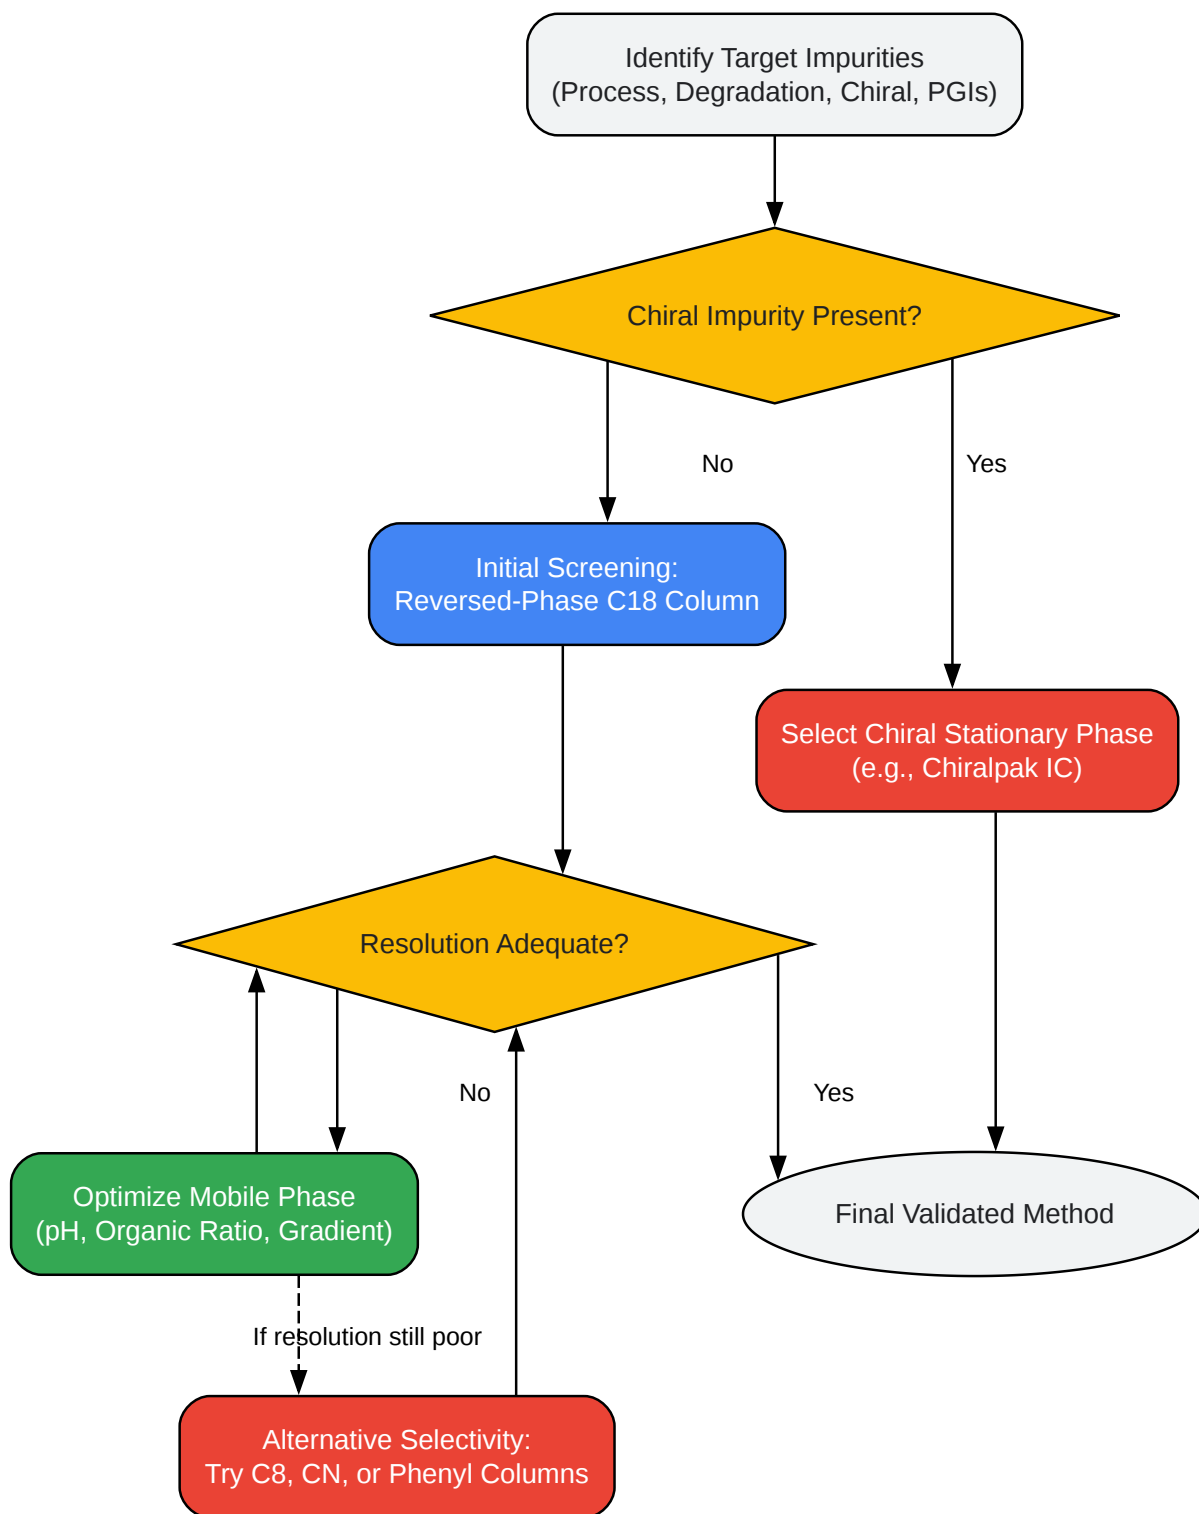 Identify Target Impurities
(Process, Degradation, Chiral, PGIs)
Chiral Impurity Present?
No
Yes
Initial Screening:
Reversed-Phase C18 Column
Select Chiral Stationary Phase
(e.g., Chiralpak IC)
Resolution Adequate?
No
Yes
Optimize Mobile Phase
(pH, Organic Ratio, Gradient)
Final Validated Method
If resolution still poor
Alternative Selectivity:
Try C8, CN, or Phenyl Columns